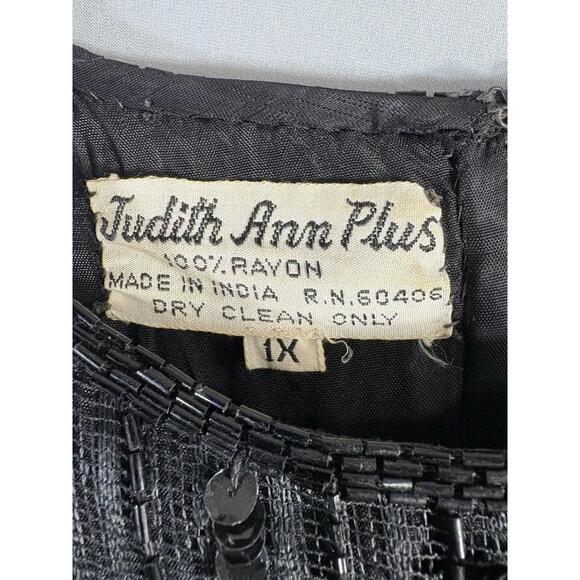 Judith Ann Plus
100% RAYON
MADE IN INDIA R.N. 60406
DRY CLEAN ONLY
1X